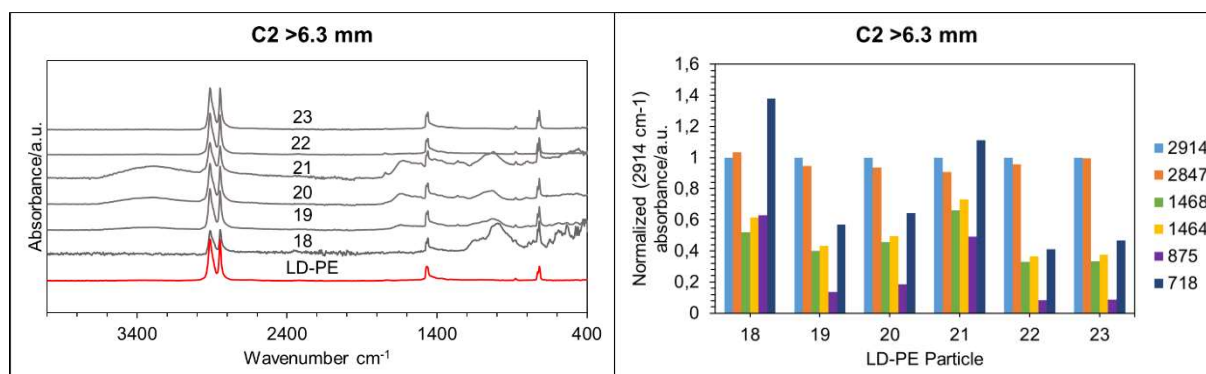 C2 >6.3 mm
Absorbance/a.u.
23
22
21
20
19
18
LD-PE
3400 2400 1400 400
Wavenumber cm-1
C2 >6.3 mm
Normalized (2914 cm-1)
absorbance/a.u.
1,6
1,4
1,2
1
0,8
0,6
0,4
0,2
0
18 19 20 21 22 23
LD-PE Particle
2914
2847
1468
1464
875
718